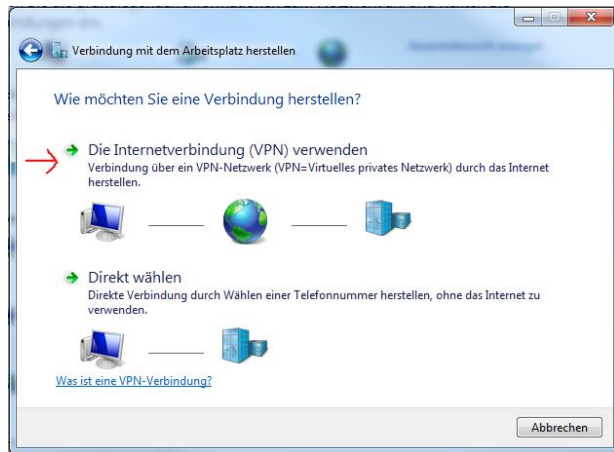 Verbindung mit dem Arbeitsplatz herstellen
Wie möchten Sie eine Verbindung herstellen?
Die Internetverbindung (VPN) verwenden
Verbindung über ein VPN-Netzwerk (VPN=Virtuelles privates Netzwerk) durch das Internet
herstellen.
Direkt wählen
Direkte Verbindung durch Wählen einer Telefonnummer herstellen, ohne das Internet zu
verwenden.
Was ist eine VPN-Verbindung?
Abbrechen